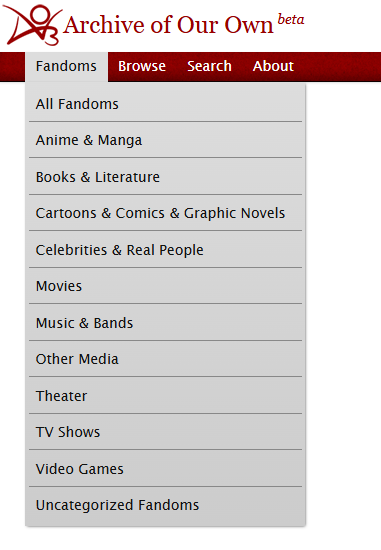 Archive of Our Own beta
Fandoms Browse Search About
All Fandoms
Anime & Manga
Books & Literature
Cartoons & Comics & Graphic Novels
Celebrities & Real People
Movies
Music & Bands
Other Media
Theater
TV Shows
Video Games
Uncategorized Fandoms